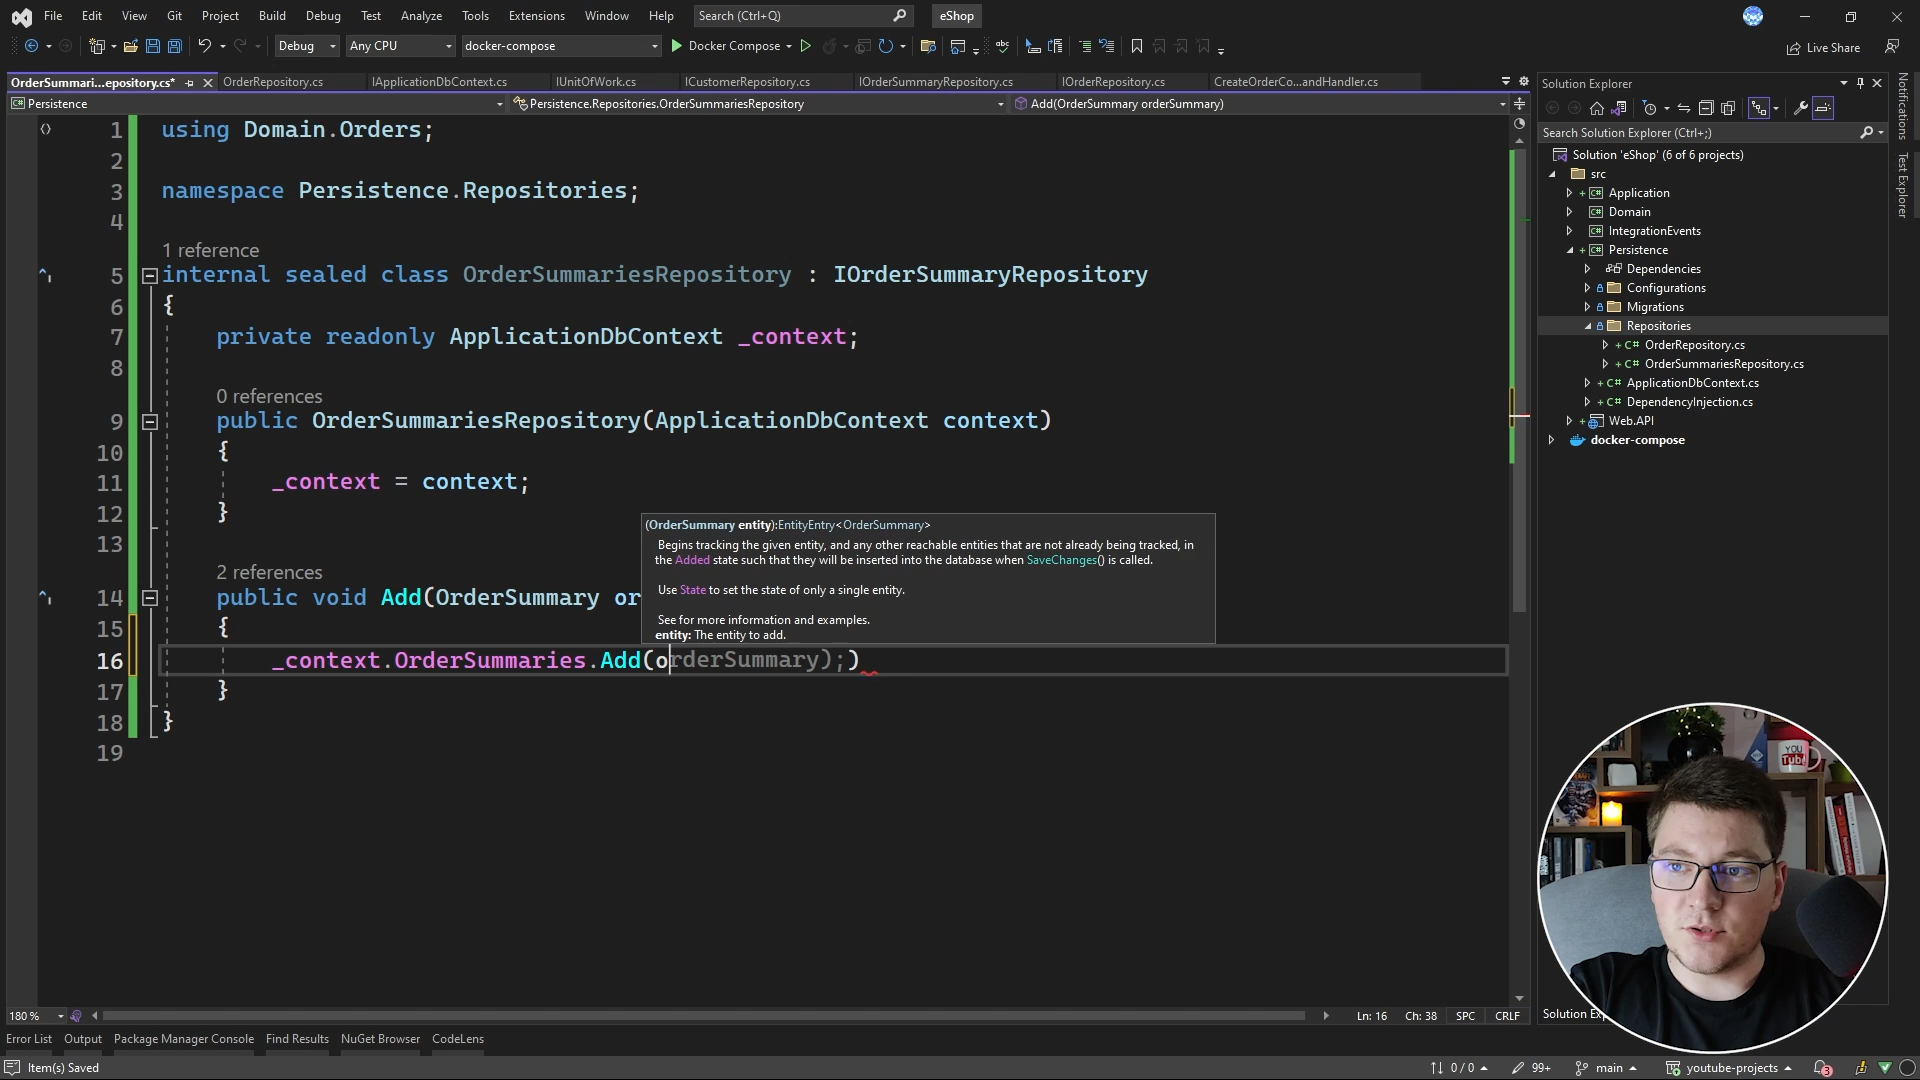 File Edit View Git Project Build Debug Test Analyze Tools Extensions Window Help Search (Ctrl+Q) eShop
Debug Any CPU docker-compose Docker Compose Live Share
OrderSummari...epository.cs* OrderRepository.cs IApplicationDbContext.cs IUnitOfWork.cs ICustomerRepository.cs IOrderSummaryRepository.cs IOrderRepository.cs CreateOrderCo...andHandler.cs
Persistence Persistence.Repositories.OrderSummariesRepository Add(OrderSummary orderSummary)
1 using Domain.Orders;
2
3 namespace Persistence.Repositories;
4
1 reference
5 internal sealed class OrderSummariesRepository : IOrderSummaryRepository
6 {
7 private readonly ApplicationDbContext _context;
8
0 references
9 public OrderSummariesRepository(ApplicationDbContext context)
10 {
11 _context = context;
12 }
13
2 references
14 public void Add(OrderSummary or
15 {
16 _context.OrderSummaries.Add(orderSummary);)
17 }
18 }
19
(OrderSummary entity):EntityEntry<OrderSummary>
Begins tracking the given entity, and any other reachable entities that are not already being tracked, in
the Added state such that they will be inserted into the database when SaveChanges() is called.
Use State to set the state of only a single entity.
See for more information and examples.
entity: The entity to add.
Solution Explorer
Search Solution Explorer (Ctrl+;)
Solution 'eShop' (6 of 6 projects)
src
Application
Domain
IntegrationEvents
Persistence
Dependencies
Configurations
Migrations
Repositories
OrderRepository.cs
OrderSummariesRepository.cs
ApplicationDbContext.cs
DependencyInjection.cs
Web.API
docker-compose
Notifications
Test Explorer
YOU
Tube
180 % Ln: 16 Ch: 38 SPC CRLF
Solution Exp
Error List Output Package Manager Console Find Results NuGet Browser CodeLens
Item(s) Saved 0 / 0 99+ main youtube-projects 3